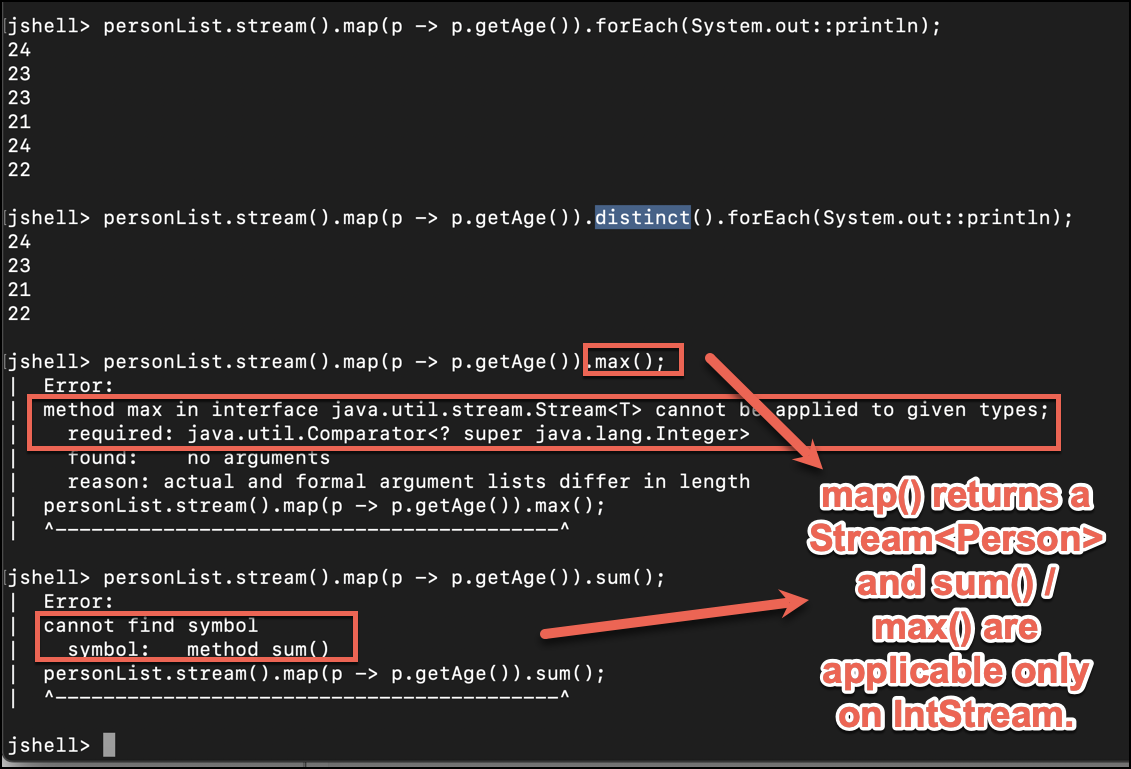 jshell> personList.stream().map(p -> p.getAge()).forEach(System.out::println);
24
23
23
21
24
22
jshell> personList.stream().map(p -> p.getAge()).distinct().forEach(System.out::println);
24
23
21
22
jshell> personList.stream().map(p -> p.getAge()).max();
|  Error:
|  method max in interface java.util.stream.Stream<T> cannot be applied to given types;
|    required: java.util.Comparator<? super java.lang.Integer>
|    found:    no arguments
|    reason: actual and formal argument lists differ in length
|  personList.stream().map(p -> p.getAge()).max();
|  ^------------------------------------------^
jshell> personList.stream().map(p -> p.getAge()).sum();
|  Error:
|  cannot find symbol
|    symbol:   method sum()
|  personList.stream().map(p -> p.getAge()).sum();
|  ^------------------------------------------^
jshell>
map() returns a
Stream<Person>
and sum() /
max() are
applicable only
on IntStream.